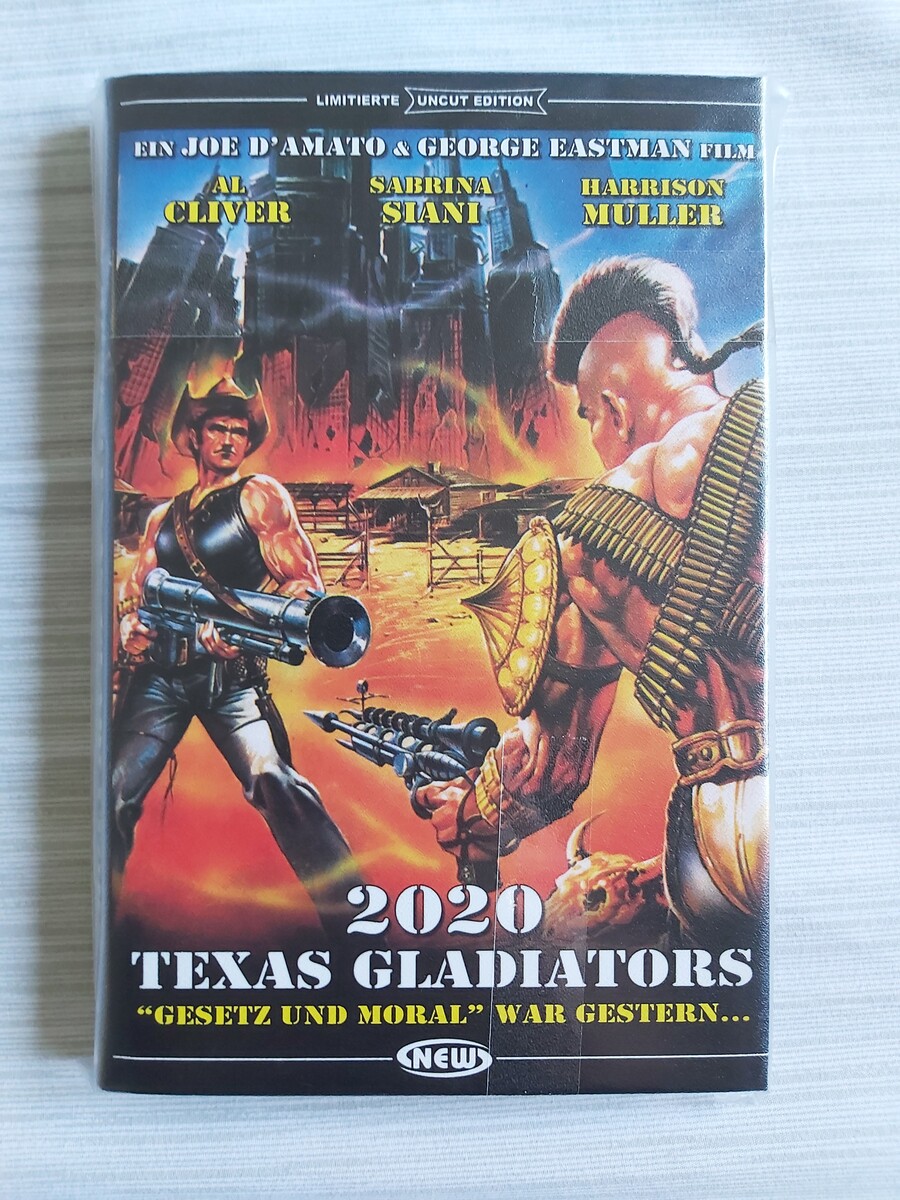 LIMITIERTE UNCUT EDITION
EIN JOE D'AMATO & GEORGE EASTMAN FILM
AL CLIVER
SABRINA SIANI
HARRISON MULLER
2020
TEXAS GLADIATORS
"GESETZ UND MORAL" WAR GESTERN...
NEW